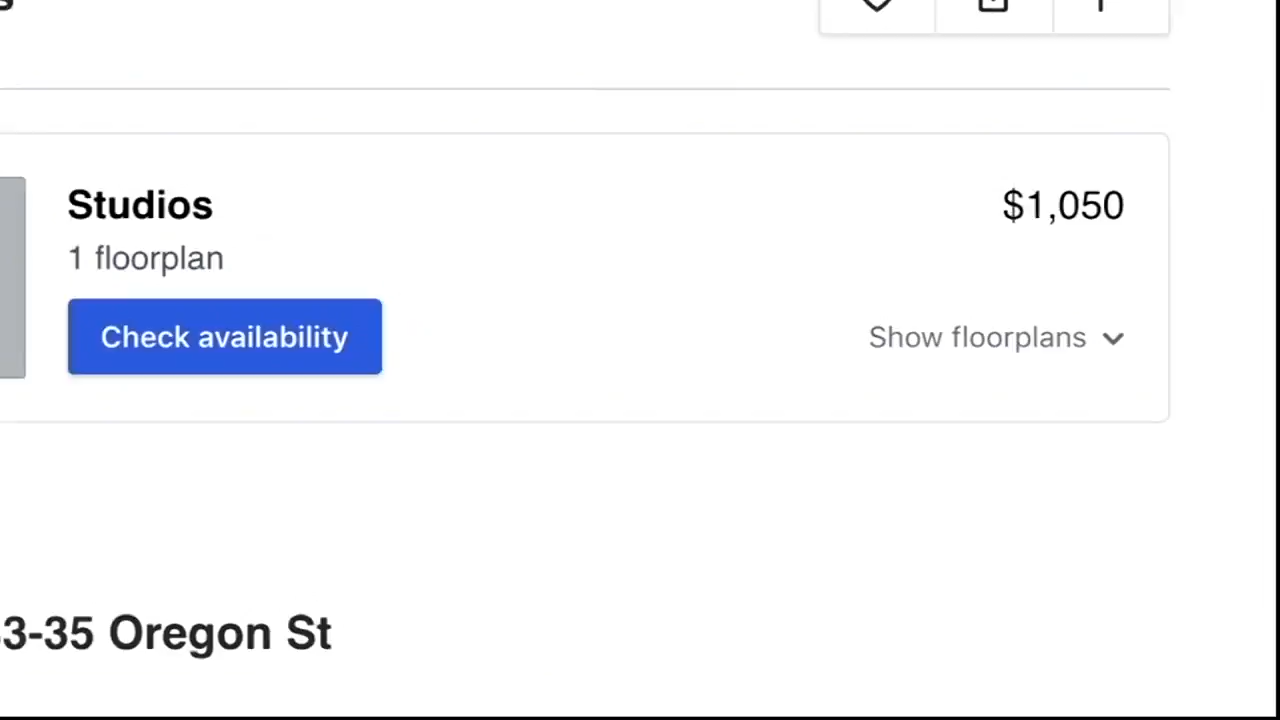 Studios
$1,050
1 floorplan
Check availability
Show floorplans
3-35 Oregon St